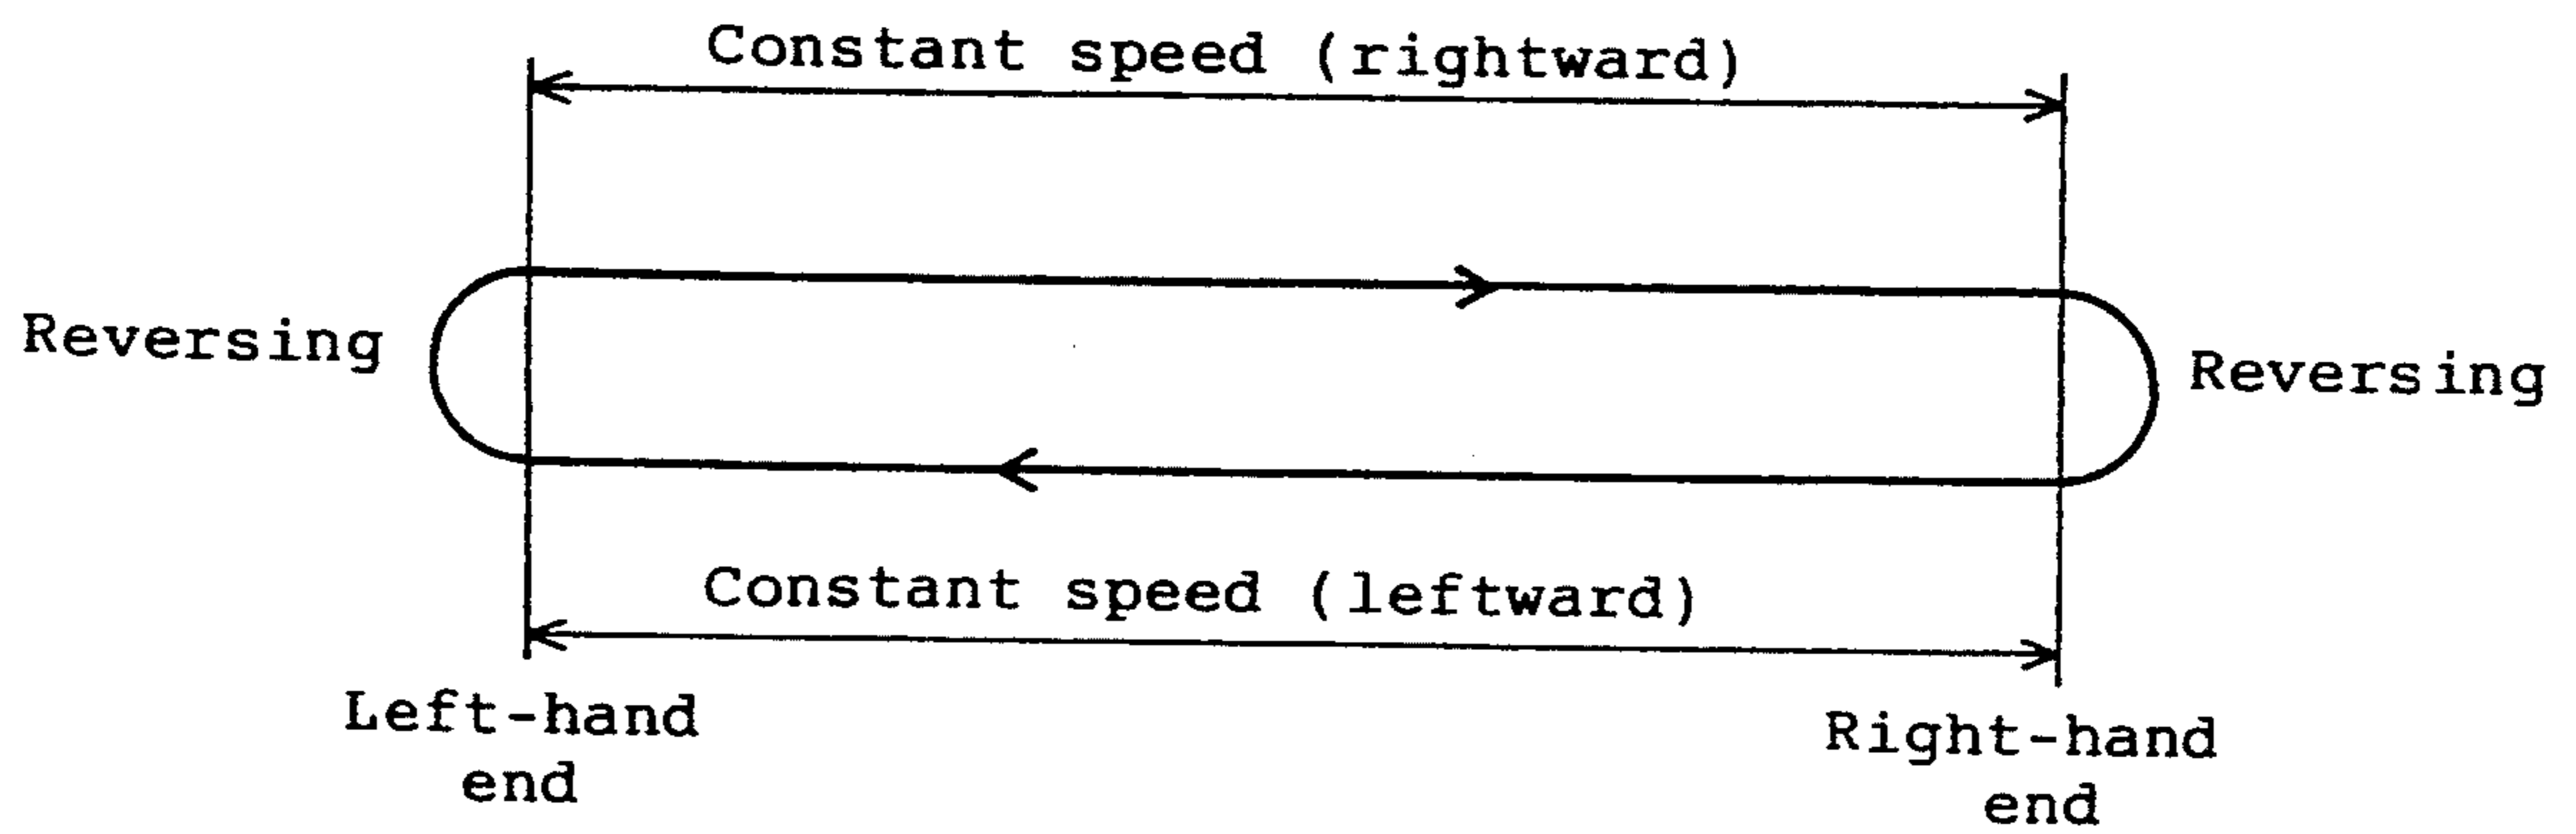 Constant speed (rightward)
Reversing
Reversing
Constant speed (leftward)
Left-hand
end
Right-hand
end